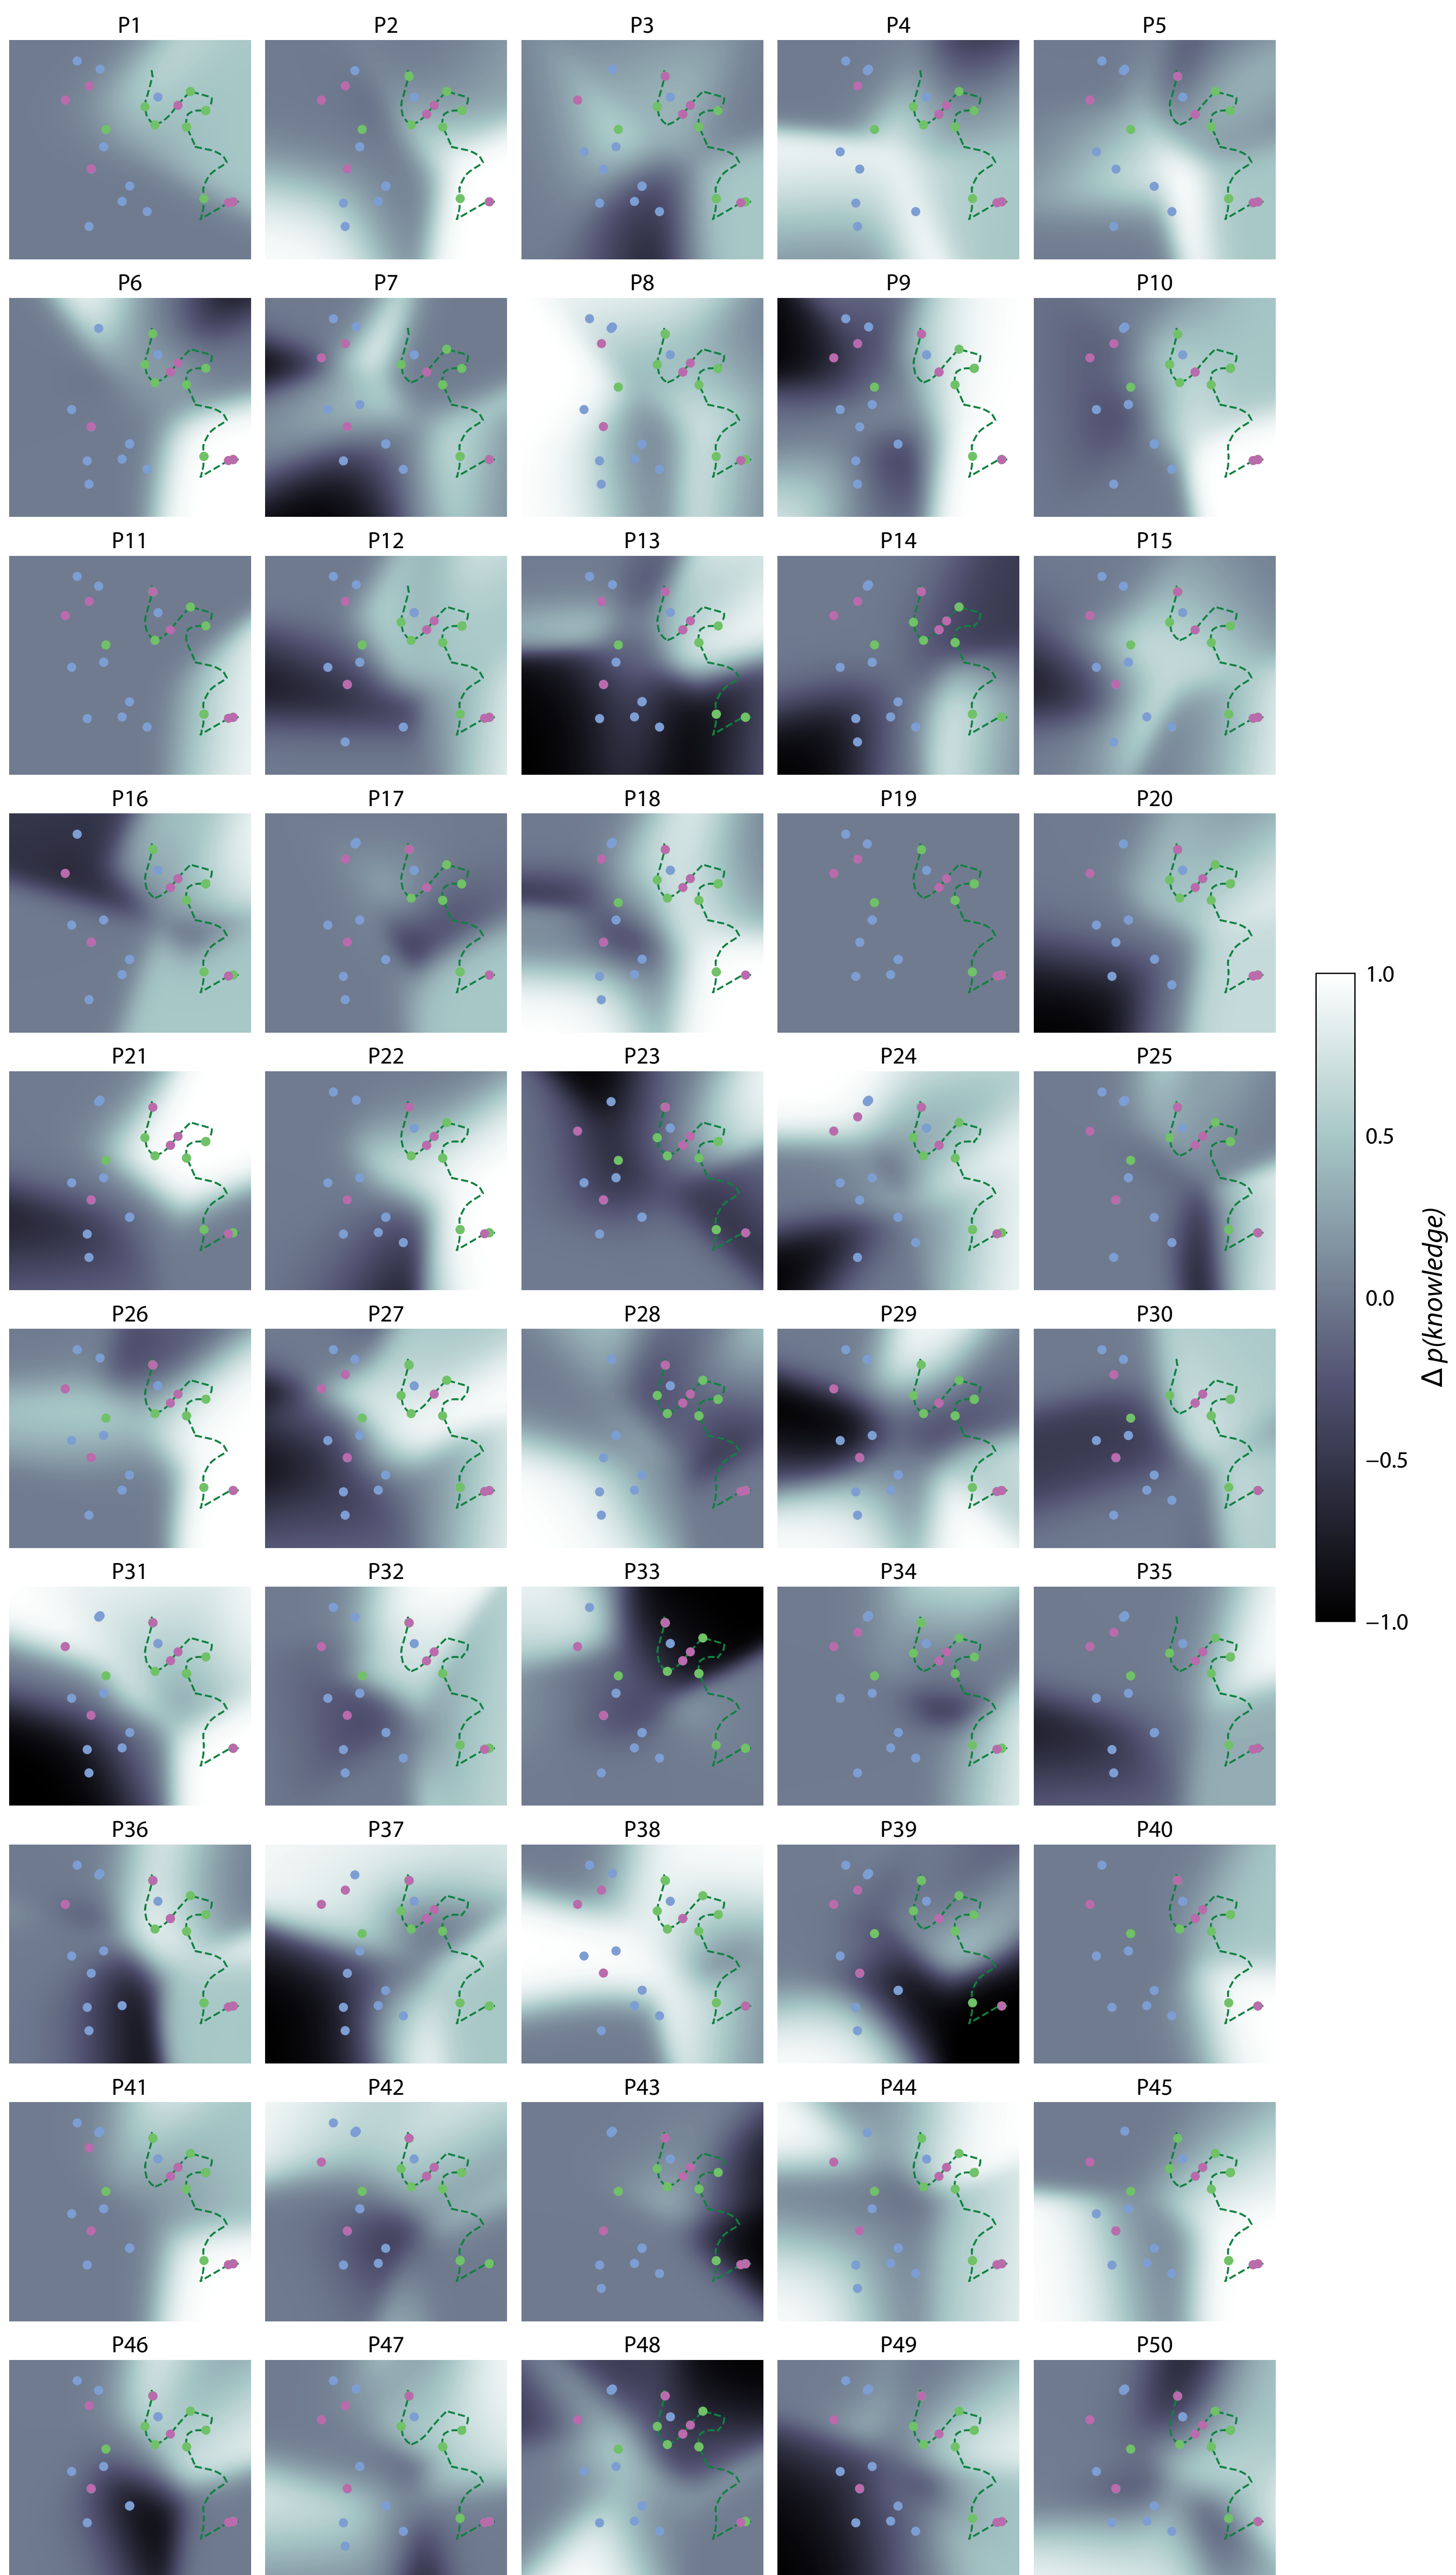 P1 P2 P3 P4 P5
P6 P7 P8 P9 P10
P11 P12 P13 P14 P15
P16 P17 P18 P19 P20
P21 P22 P23 P24 P25
P26 P27 P28 P29 P30
P31 P32 P33 P34 P35
P36 P37 P38 P39 P40
P41 P42 P43 P44 P45
P46 P47 P48 P49 P50
1.0
0.5
0.0
−0.5
−1.0
Δ p(knowledge)